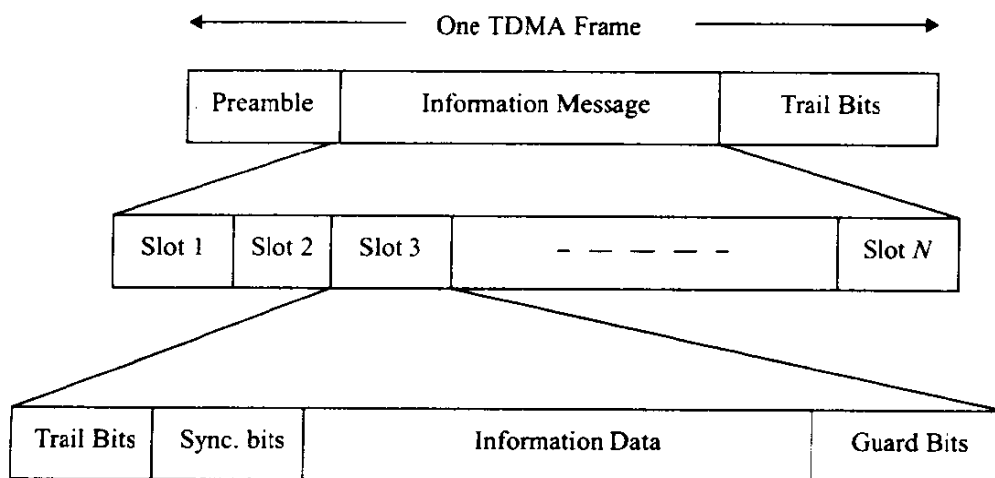 One TDMA Frame
Preamble Information Message Trail Bits
Slot 1 Slot 2 Slot 3 - - - - - Slot N
Trail Bits Sync. bits Information Data Guard Bits